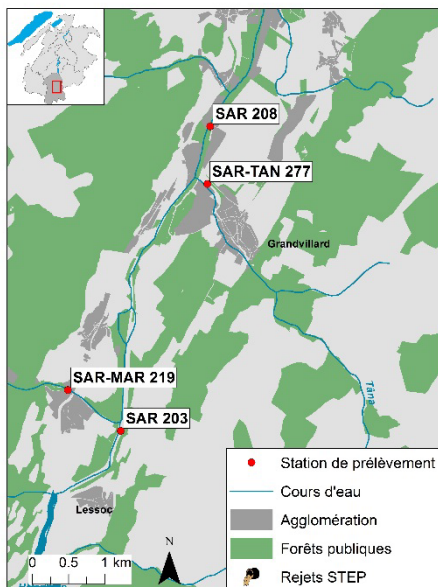 SAR 208
SAR-TAN 277
Grandvillard
SAR-MAR 219
Tâna
SAR 203
Lessoc
0 0.5 1 km
N
Station de prélèvement
Cours d'eau
Agglomération
Forêts publiques
Rejets STEP